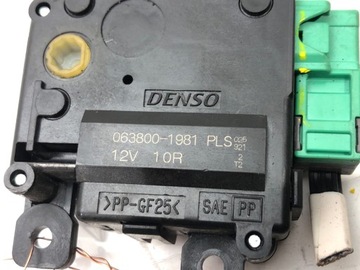 DENSO
063800-1981 PLS
12V 10R
>PP-GF25<
SAE PP